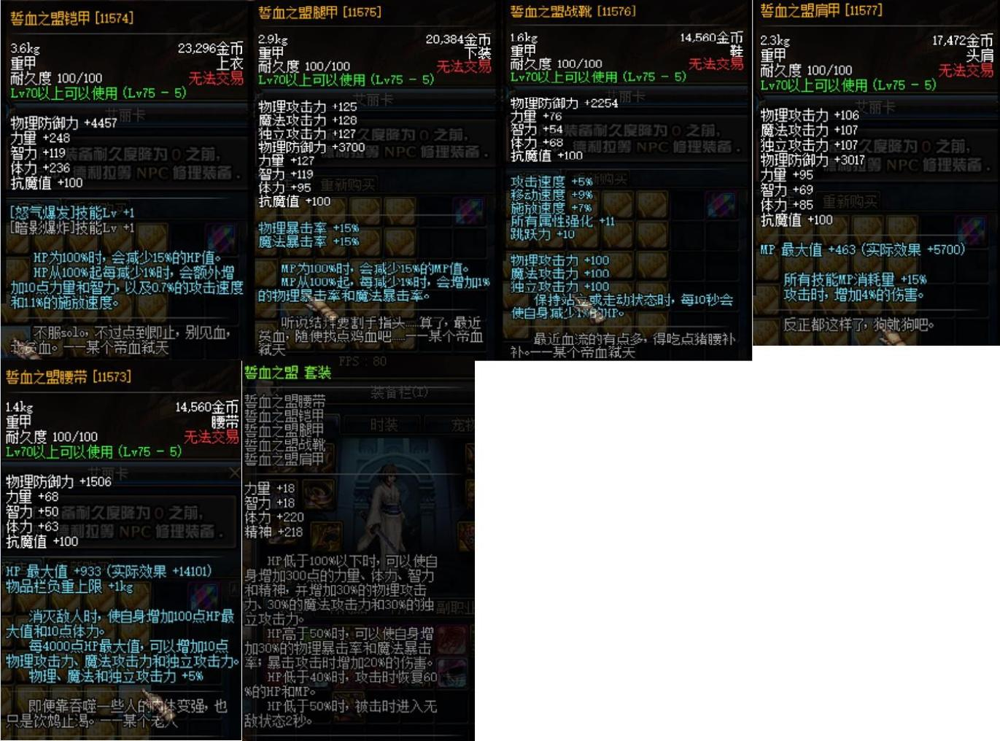 誓血之盟铠甲 [11574]
3.6kg 23,296金币
重甲 上衣
耐久度 100/100 无法交易
Lv70以上可以使用 (Lv75 - 5)
物理防御力 +4457
力量 +248
智力 +119
体力 +236
抗魔值 +100
[怒气爆发]技能Lv +1
[暗影爆炸]技能Lv +1
HP为100%时, 会减少15%的HP值。
HP从100%起每减少1%时, 会额外增
加10点力量和智力, 以及0.7%的攻击速度
和1.1%的施放速度。
不服solo, 不过点到即止, 别见血,
血。——某个帝血弑天
誓血之盟腿甲 [11575]
2.9kg 20,384金币
重甲 下装
耐久度 100/100 无法交易
Lv70以上可以使用 (Lv75 - 5)
物理攻击力 +125
魔法攻击力 +128
独立攻击力 +127
物理防御力 +3700
力量 +127
智力 +119
体力 +95
抗魔值 +100
物理暴击率 +15%
魔法暴击率 +15%
MP为100%时, 会减少15%的MP值。
MP从100%起, 每减少1%时, 会增加1%
的物理暴击率和魔法暴击率。
听说结拜要割手指头……算了, 最近
贫血, 随便找点鸡血吧……——某个帝血
弑天
誓血之盟战靴 [11576]
1.6kg 14,560金币
重甲 鞋
耐久度 100/100 无法交易
Lv70以上可以使用 (Lv75 - 5)
物理防御力 +2254
力量 +76
智力 +54
体力 +68
抗魔值 +100
攻击速度 +5%
移动速度 +9%
施放速度 +7%
所有属性强化 +11
跳跃力 +10
物理攻击力 +100
魔法攻击力 +100
独立攻击力 +100
保持站立或走动状态时, 每10秒会
使自身减少1%的HP。
最近血流的有点多, 得吃点猪腰补
补。——某个帝血弑天
誓血之盟肩甲 [11577]
2.3kg 17,472金币
重甲 头肩
耐久度 100/100 无法交易
Lv70以上可以使用 (Lv75 - 5)
物理攻击力 +106
魔法攻击力 +107
独立攻击力 +107
物理防御力 +3017
力量 +95
智力 +69
体力 +85
抗魔值 +100
MP 最大值 +463 (实际效果 +5700)
所有技能MP消耗量 +15%
攻击时, 增加4%的伤害。
反正都这样了, 狗就狗吧。
誓血之盟腰带 [11573]
1.4kg 14,560金币
重甲 腰带
耐久度 100/100 无法交易
Lv70以上可以使用 (Lv75 - 5)
物理防御力 +1506
力量 +68
智力 +50
体力 +63
抗魔值 +100
HP 最大值 +933 (实际效果 +14101)
物品栏负重上限 +1kg
消灭敌人时, 使自身增加100点HP最
大值和10点体力。
每4000点HP最大值, 可以增加10点
物理攻击力、魔法攻击力和独立攻击力。
物理、魔法和独立攻击力 +5%
即便靠吞噬一些人的肉体变强, 也
只是饮鸩止渴。——某个老人
FPS : 80
誓血之盟 套装
装备栏(I)
誓血之盟腰带
誓血之盟铠甲
誓血之盟腿甲
誓血之盟战靴
誓血之盟肩甲
时装
力量 +18
智力 +18
体力 +220
精神 +218
HP低于100%以下时, 可以使自
身增加300点的力量、体力、智力
和精神, 并增加30%的物理攻击
力、30%的魔法攻击力和30%的独
立攻击力。
副职业
HP高于50%时, 可以使自身增
加30%的物理暴击率和魔法暴击
率; 暴击攻击时增加20%的伤害。
HP低于40%时, 攻击时恢复60
%的HP和MP。
HP低于50%时, 被击时进入无
敌状态2秒。